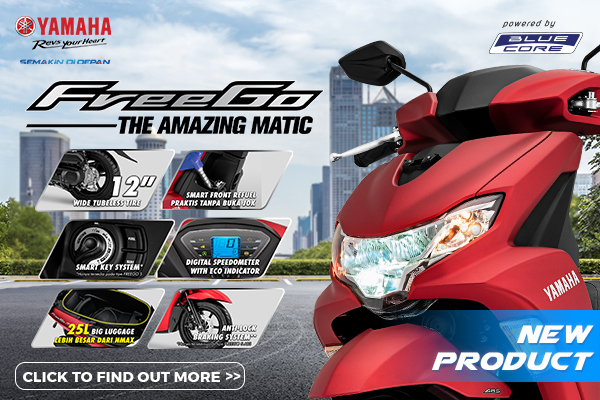 YAMAHA
Revs Your Heart
SEMAKIN DI DEPAN
powered by
BLUE
CORE
FreeGo
THE AMAZING MATIC
12"
WIDE TUBELESS TIRE
SMART FRONT REFUEL
PRAKTIS TANPA BUKA JOK
SMART KEY SYSTEM*
DIGITAL SPEEDOMETER
WITH ECO INDICATOR
25L BIG LUGGAGE
LEBIH BESAR DARI NMAX
ANTI-LOCK
BRAKING SYSTEM**
YAMAHA
ABS
NEW
PRODUCT
CLICK TO FIND OUT MORE >>